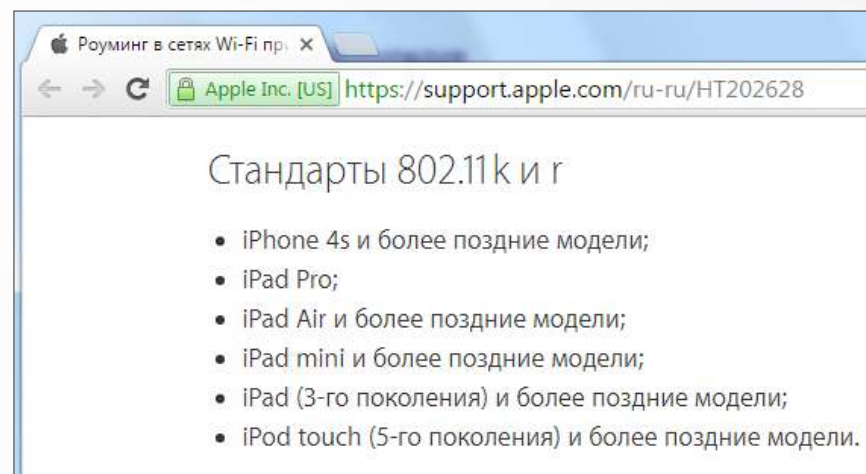 Роуминг в сетях Wi-Fi пр
Apple Inc. [US] https://support.apple.com/ru-ru/HT202628
Стандарты 802.11k и r
• iPhone 4s и более поздние модели;
• iPad Pro;
• iPad Air и более поздние модели;
• iPad mini и более поздние модели;
• iPad (3-го поколения) и более поздние модели;
• iPod touch (5-го поколения) и более поздние модели.